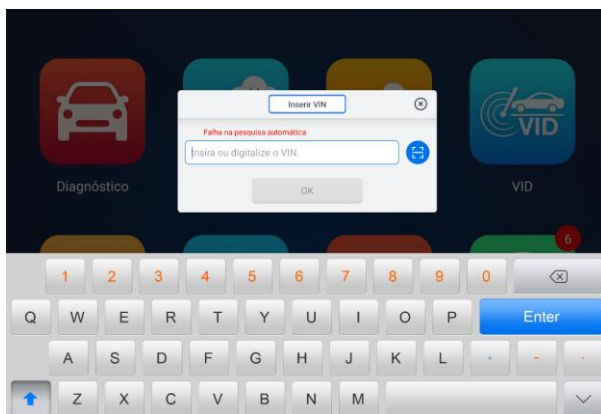 Inserir VIN
Falha na pesquisa automática
Insira ou digitalize o VIN.
OK
VID
Diagnóstico
VID
6
1 2 3 4 5 6 7 8 9 0
Q W E R T Y U I O P Enter
A S D F G H J K L + - .
Z X C V B N M